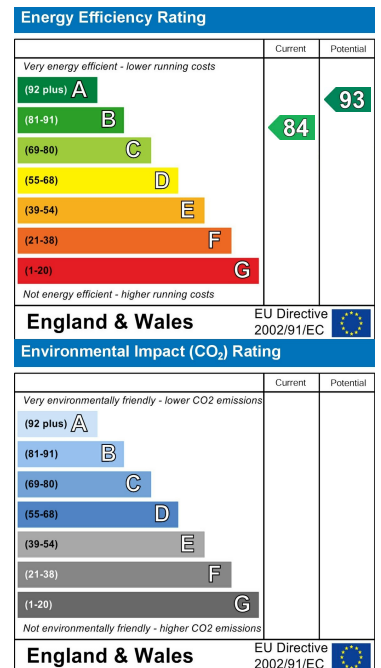 Energy Efficiency Rating
Current Potential
Very energy efficient - lower running costs
(92 plus) A
93
(81-91) B
84
(69-80) C
(55-68) D
(39-54) E
(21-38) F
(1-20) G
Not energy efficient - higher running costs
England & Wales
EU Directive
2002/91/EC
Environmental Impact (CO₂) Rating
Current Potential
Very environmentally friendly - lower CO2 emissions
(92 plus) A
(81-91) B
(69-80) C
(55-68) D
(39-54) E
(21-38) F
(1-20) G
Not environmentally friendly - higher CO2 emissions
England & Wales
EU Directive
2002/91/EC